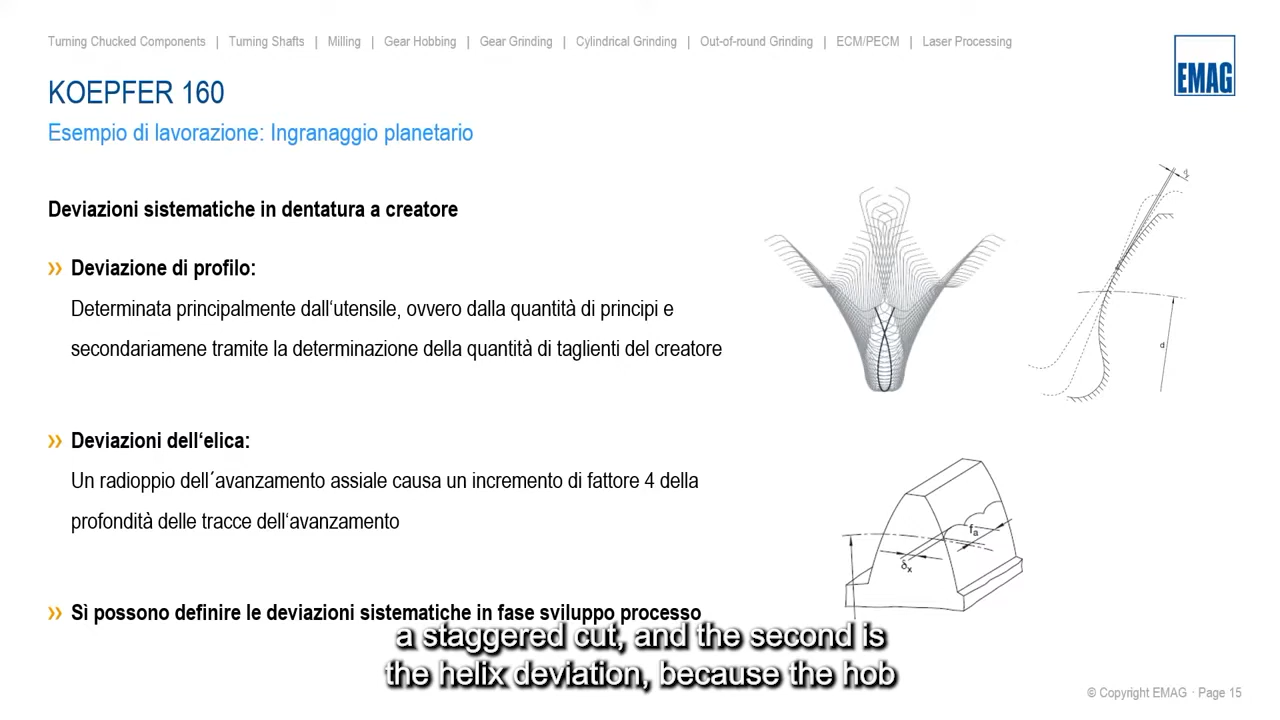 Turning Chucked Components | Turning Shafts | Milling | Gear Hobbing | Gear Grinding | Cylindrical Grinding | Out-of-round Grinding | ECM/PECM | Laser Processing
EMAG
KOEPFER 160
Esempio di lavorazione: Ingranaggio planetario
Deviazioni sistematiche in dentatura a creatore
›› Deviazione di profilo:
Determinata principalmente dall‘utensile, ovvero dalla quantità di principi e
secondariamene tramite la determinazione della quantità di taglienti del creatore
d
›› Deviazioni dell‘elica:
Un radioppio dell´avanzamento assiale causa un incremento di fattore 4 della
profondità delle tracce dell‘avanzamento
fa
δx
›› Sì possono definire le deviazioni sistematiche in fase sviluppo processo
a staggered cut, and the second is
the helix deviation, because the hob
© Copyright EMAG · Page 15